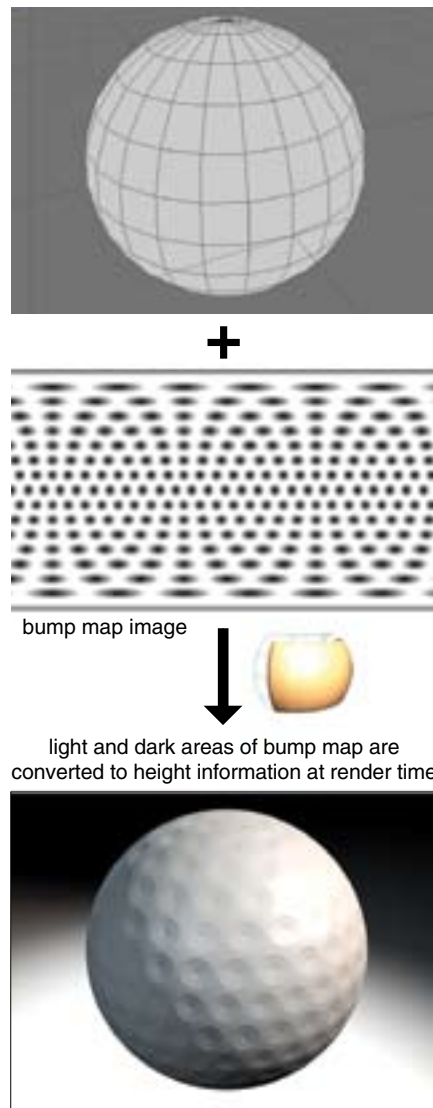 bump map image
light and dark areas of bump map are
converted to height information at render time